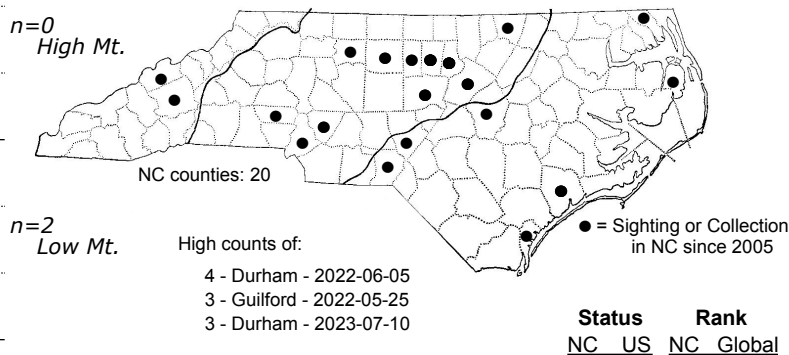 n=0
High Mt.
NC counties: 20
n=2
Low Mt.
High counts of:
4 - Durham - 2022-06-05
3 - Guilford - 2022-05-25
3 - Durham - 2023-07-10
● = Sighting or Collection
in NC since 2005
Status Rank
NC US NC Global